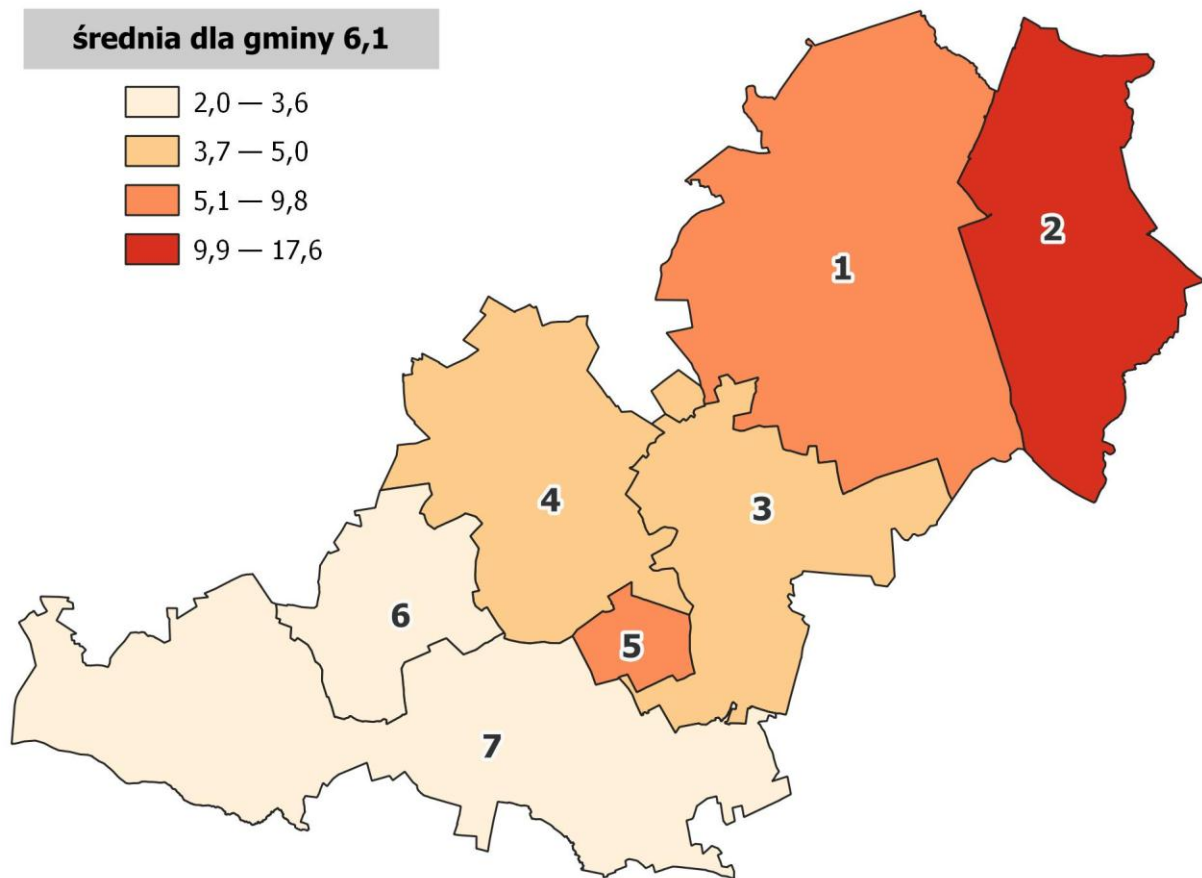 średnia dla gminy 6,1
2,0 — 3,6
3,7 — 5,0
5,1 — 9,8
9,9 — 17,6
1
2
3
4
5
6
7